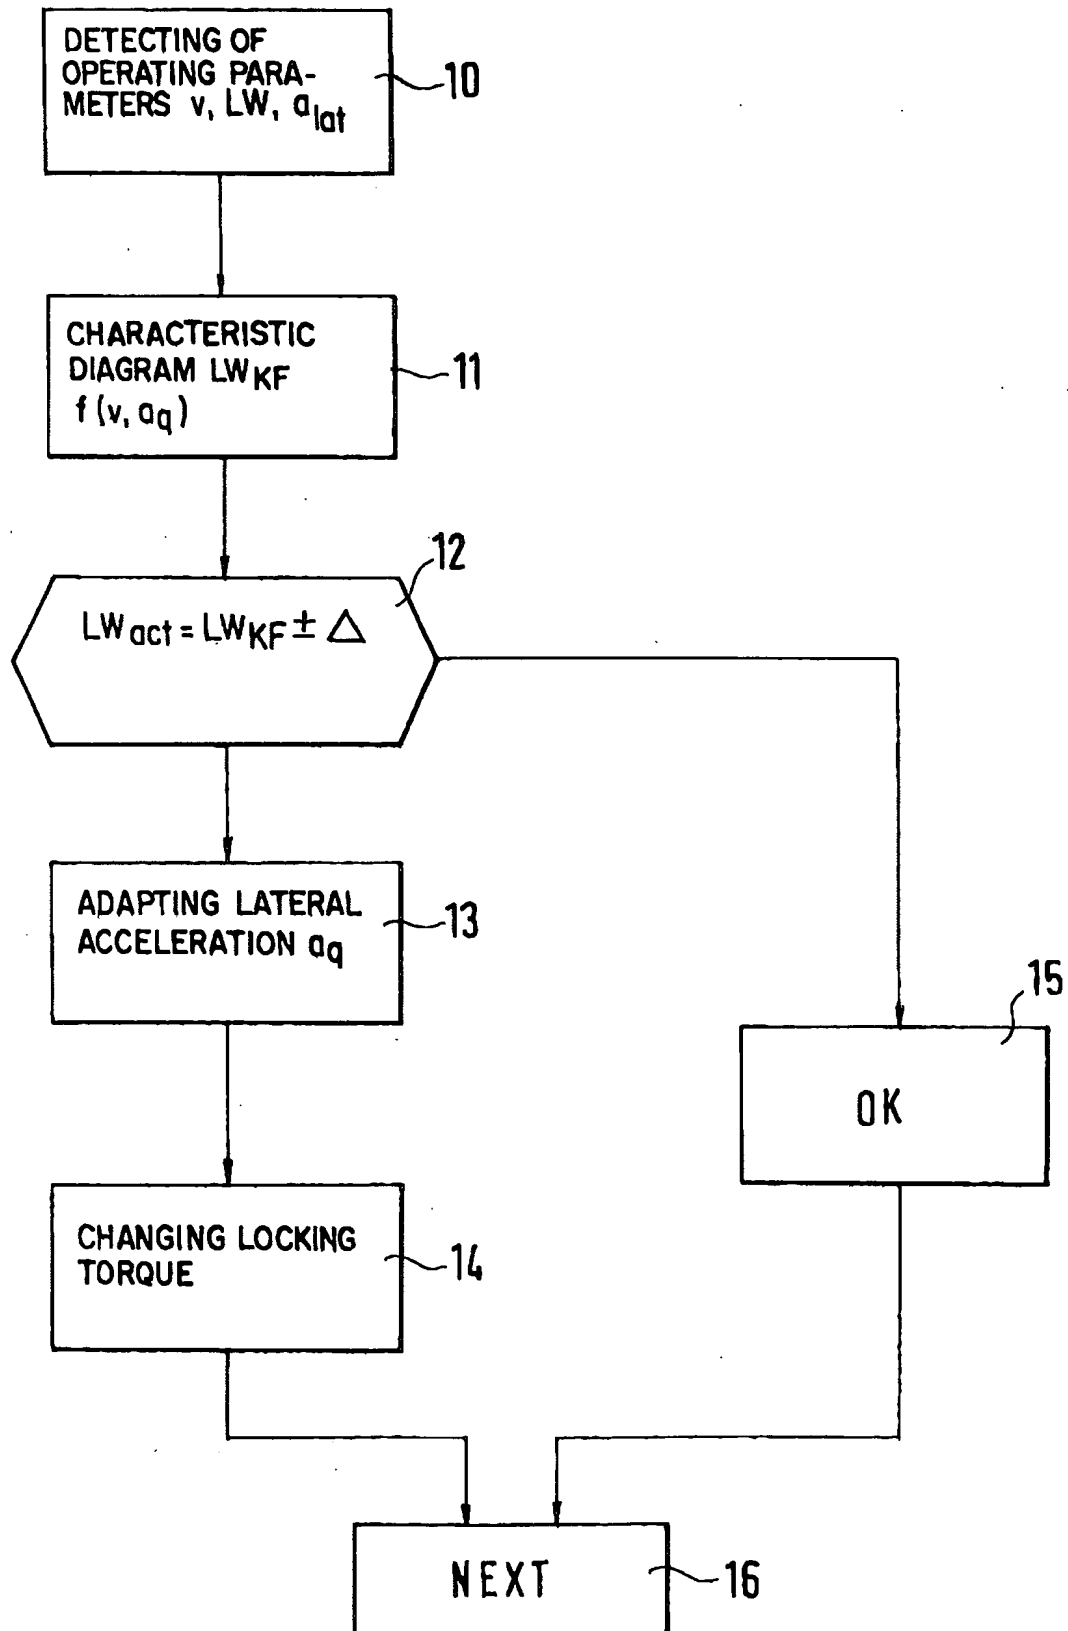 DETECTING OF
OPERATING PARA-
METERS v, LW, a_lat
10
CHARACTERISTIC
DIAGRAM LW_KF
f (v, a_q)
11
12
LW_act = LW_KF ± △
ADAPTING LATERAL
ACCELERATION a_q
13
15
OK
CHANGING LOCKING
TORQUE
14
NEXT
16